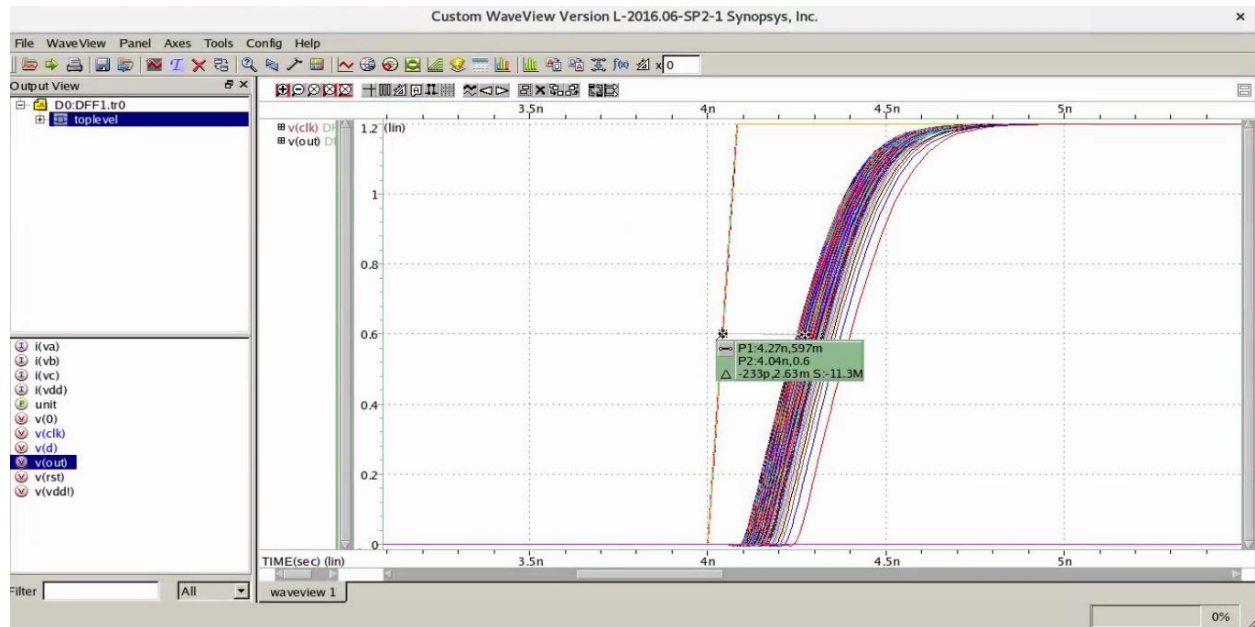 Custom WaveView Version L-2016.06-SP2-1 Synopsys, Inc.
File WaveView Panel Axes Tools Config Help
x 0
Output View
D0:DFF1.tr0
toplevel
3.5n 4n 4.5n 5n
v(clk)
v(out)
1.2 (lin)
1
0.8
0.6
0.4
0.2
0
P1:4.27n,597m
P2:4.04n,0.6
-233p,2.63m S:-11.3M
i(va)
i(vb)
i(vc)
i(vdd)
unit
v(0)
v(clk)
v(d)
v(out)
v(rst)
v(vdd!)
TIME(sec) (lin)
3.5n 4n 4.5n 5n
Filter All
waveview 1
0%